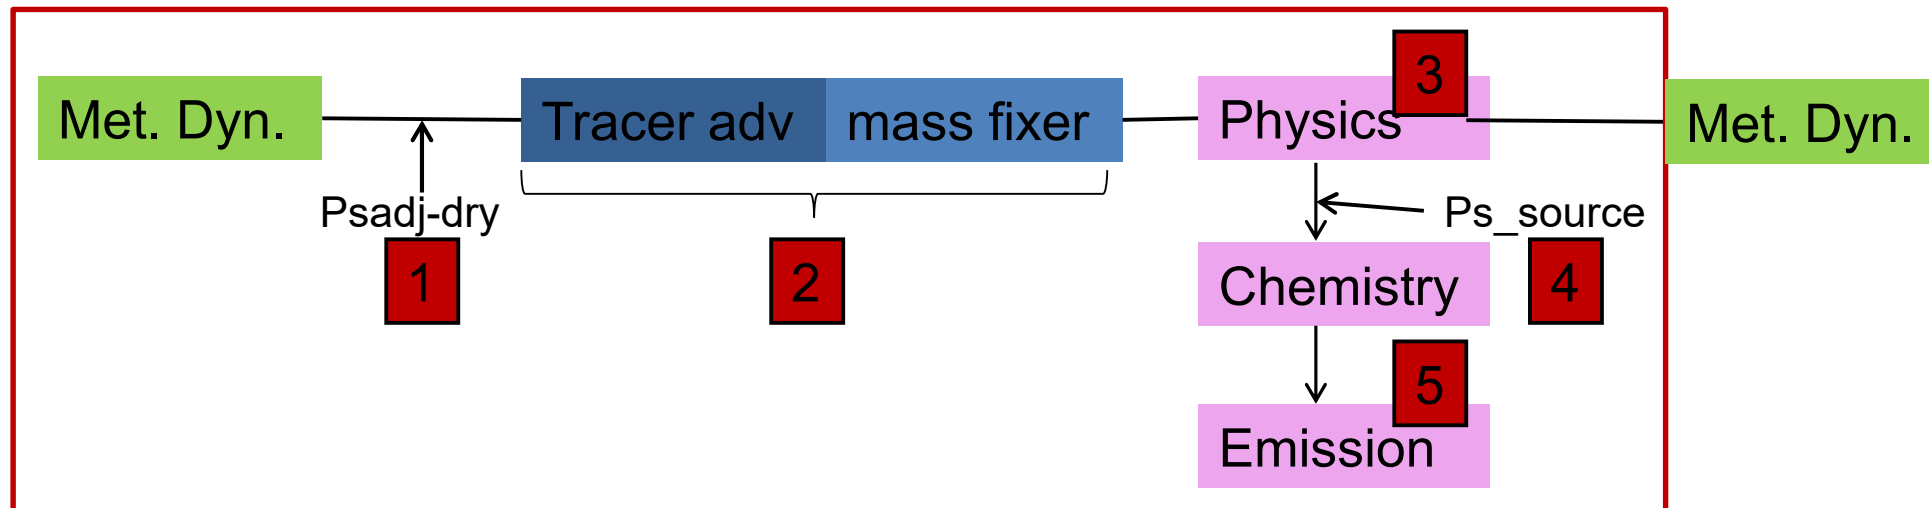 3
Met. Dyn.
Tracer adv
mass fixer
Physics
Met. Dyn.
Psadj-dry
Ps_source
1
2
Chemistry
4
5
Emission